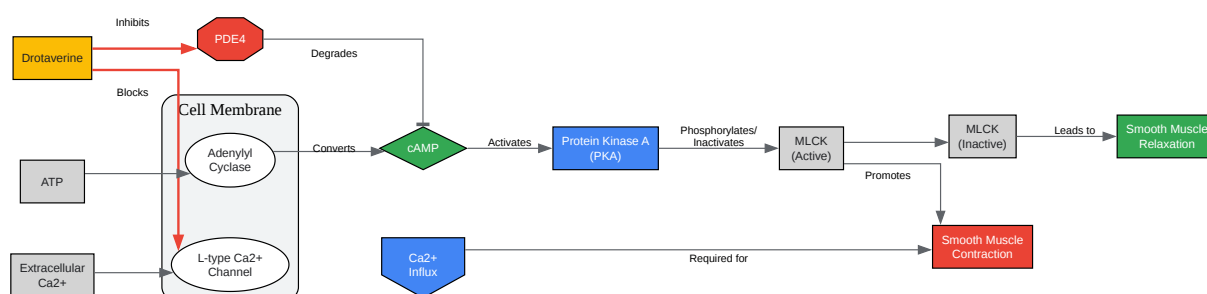 Inhibits
PDE4
Drotaverine
Degrades
Blocks
Cell Membrane
Adenylyl
Cyclase
Converts
cAMP
Activates
Protein Kinase A
(PKA)
Phosphorylates/
Inactivates
MLCK
(Active)
MLCK
(Inactive)
Leads to
Smooth Muscle
Relaxation
ATP
Promotes
L-type Ca2+
Channel
Extracellular
Ca2+
Ca2+
Influx
Required for
Smooth Muscle
Contraction